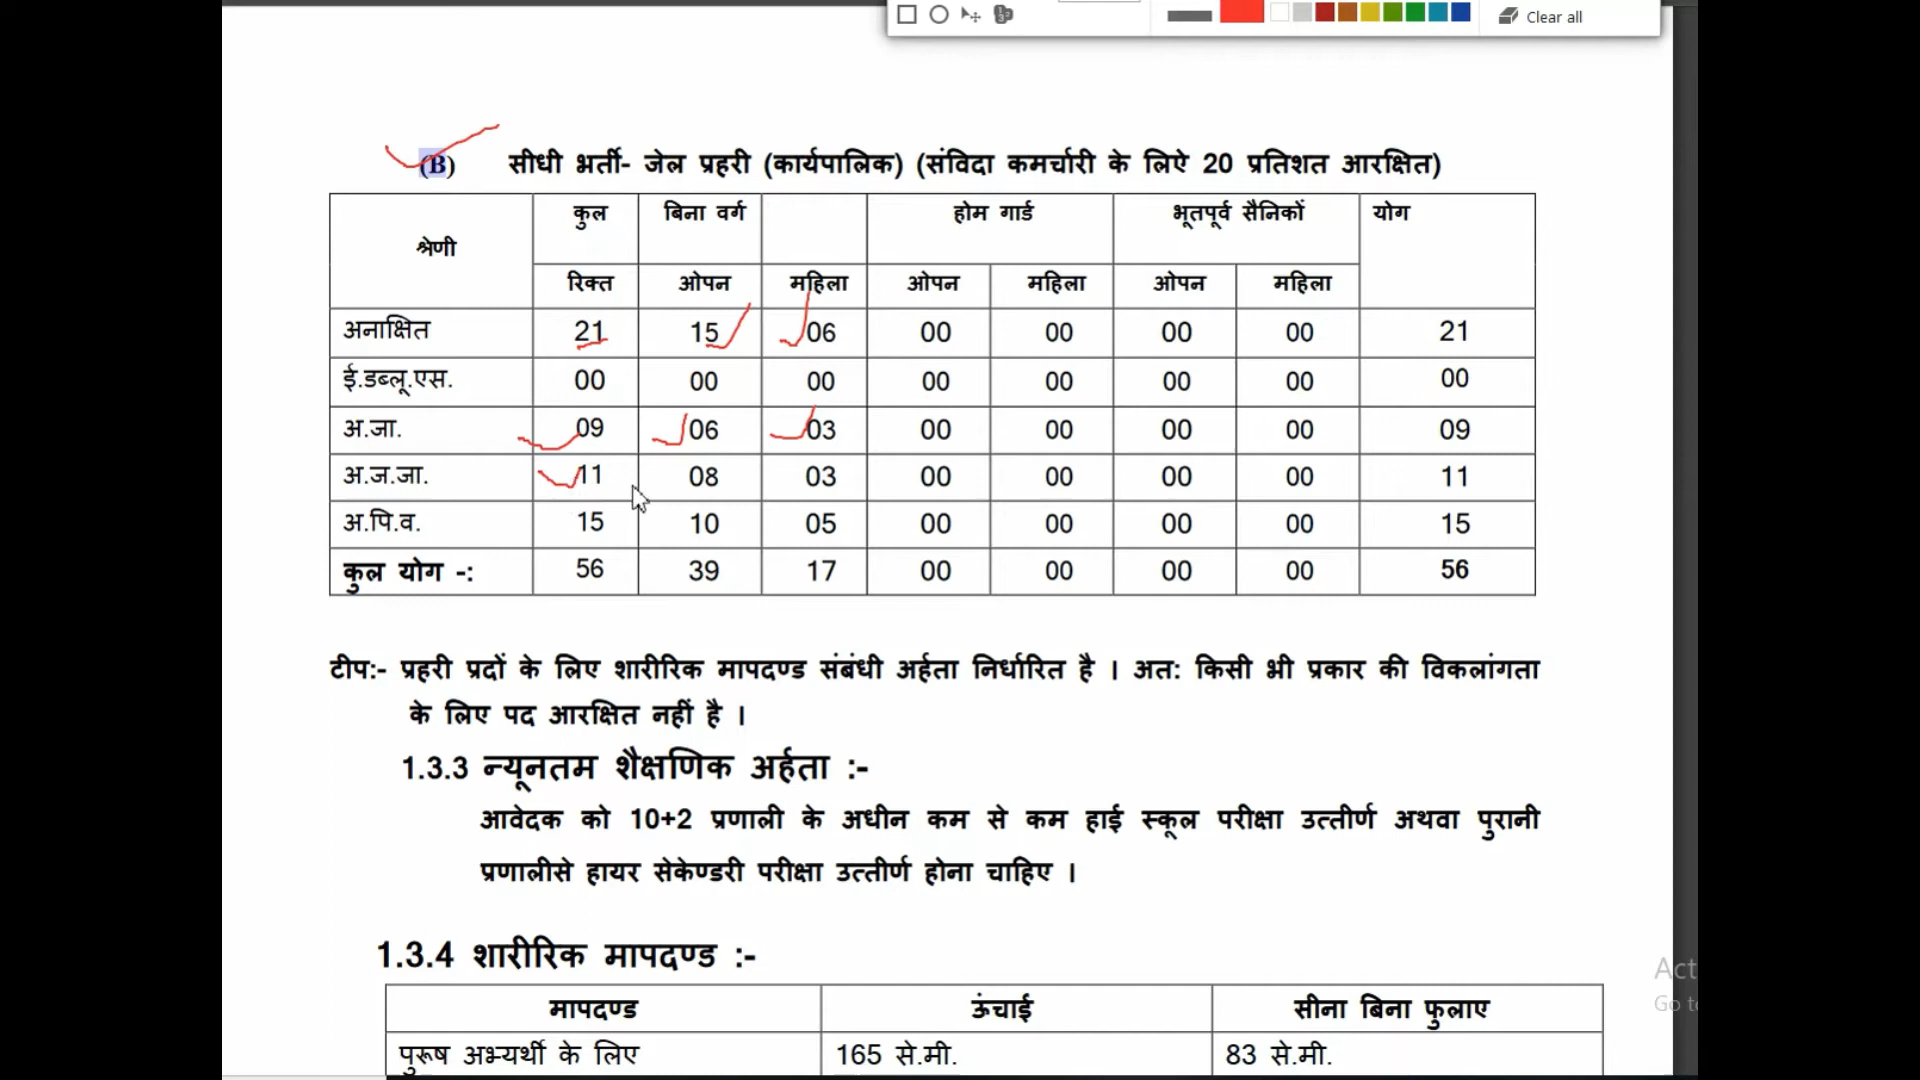 Clear all
(B) सीधी भर्ती- जेल प्रहरी (कार्यपालिक) (संविदा कमर्चारी के लिऐ 20 प्रतिशत आरक्षित)
श्रेणी कुल बिना वर्ग होम गार्ड भूतपूर्व सैनिकों योग
रिक्त ओपन महिला ओपन महिला ओपन महिला
अनाक्षित 21 15 06 00 00 00 00 21
ई.डब्लू.एस. 00 00 00 00 00 00 00 00
अ.जा. 09 06 03 00 00 00 00 09
अ.ज.जा. 11 08 03 00 00 00 00 11
अ.पि.व. 15 10 05 00 00 00 00 15
कुल योग -: 56 39 17 00 00 00 00 56
टीप:- प्रहरी प्रदों के लिए शारीरिक मापदण्ड संबंधी अर्हता निर्धारित है । अत: किसी भी प्रकार की विकलांगता
के लिए पद आरक्षित नहीं है ।
1.3.3 न्यूनतम शैक्षणिक अर्हता :-
आवेदक को 10+2 प्रणाली के अधीन कम से कम हाई स्कूल परीक्षा उत्तीर्ण अथवा पुरानी
प्रणालीसे हायर सेकेण्डरी परीक्षा उत्तीर्ण होना चाहिए ।
1.3.4 शारीरिक मापदण्ड :-
मापदण्ड ऊंचाई सीना बिना फुलाए
पुरूष अभ्यर्थी के लिए 165 से.मी. 83 से.मी.
Act
Go to